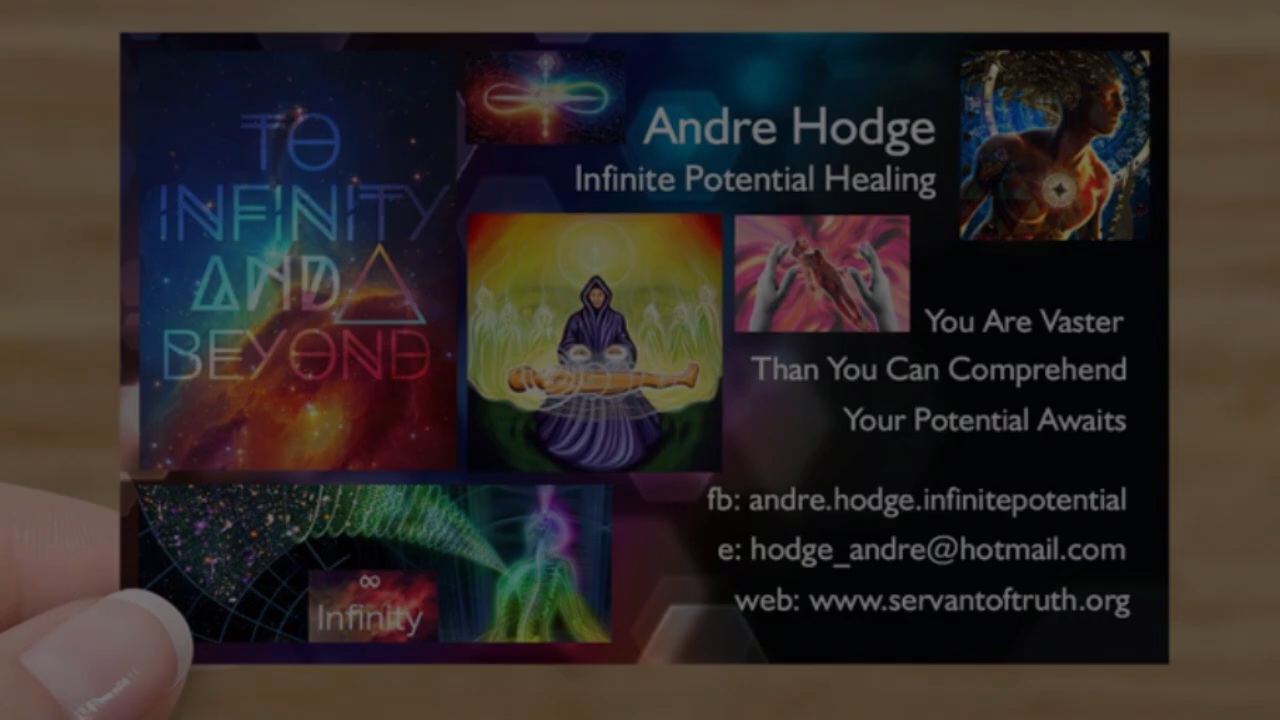 TO
INFINITY
AND
BEYOND
Andre Hodge
Infinite Potential Healing
You Are Vaster
Than You Can Comprehend
Your Potential Awaits
fb: andre.hodge.infinitepotential
e: hodge_andre@hotmail.com
web: www.servantoftruth.org
∞
Infinity